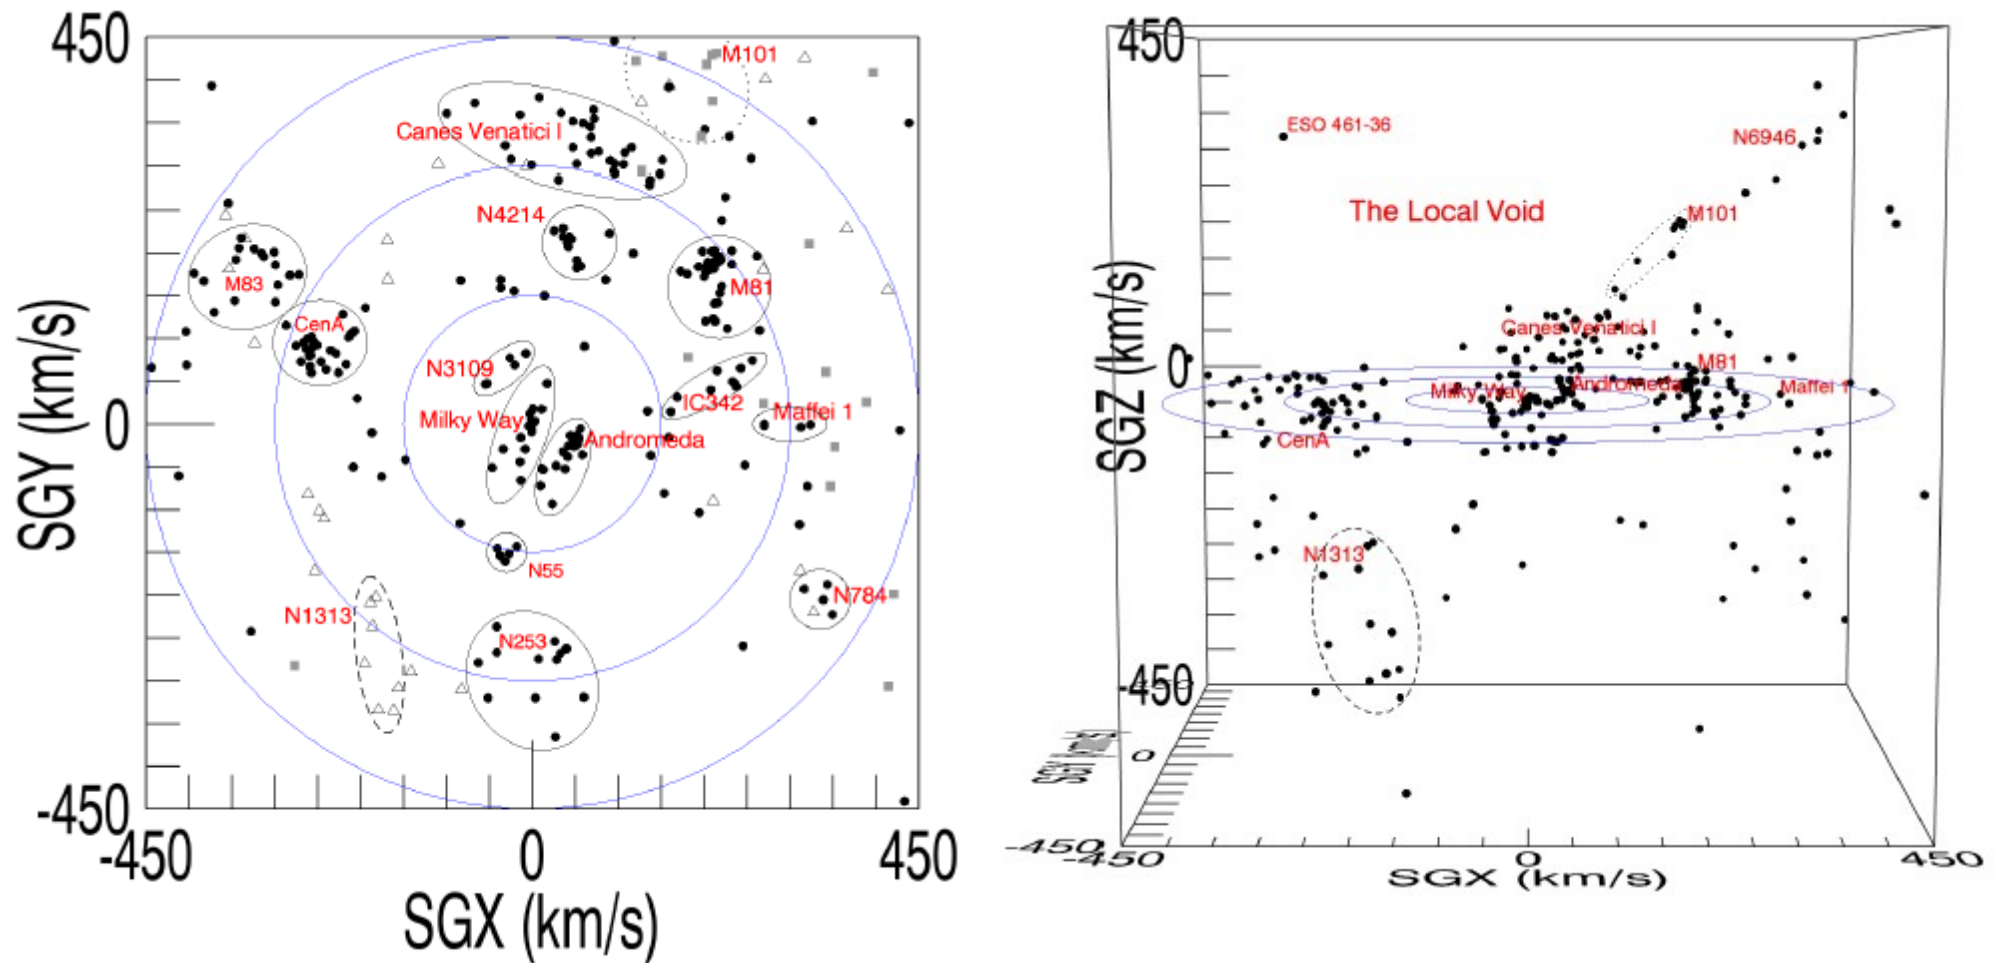 450
M101
Canes Venatici I
N4214
M83
M81
CenA
N3109
IC342
Milky Way
Maffei 1
Andromeda
0
N55
N784
N1313
N253
-450
-450
0
450
SGX (km/s)
SGY (km/s)
450
ESO 461-36
N6946
The Local Void
M101
Canes Venatici I
0
M81
Milky Way
Andromeda
Maffei 1
CenA
N1313
-450
SGZ (km/s)
0
-450
-450
0
450
SGX (km/s)